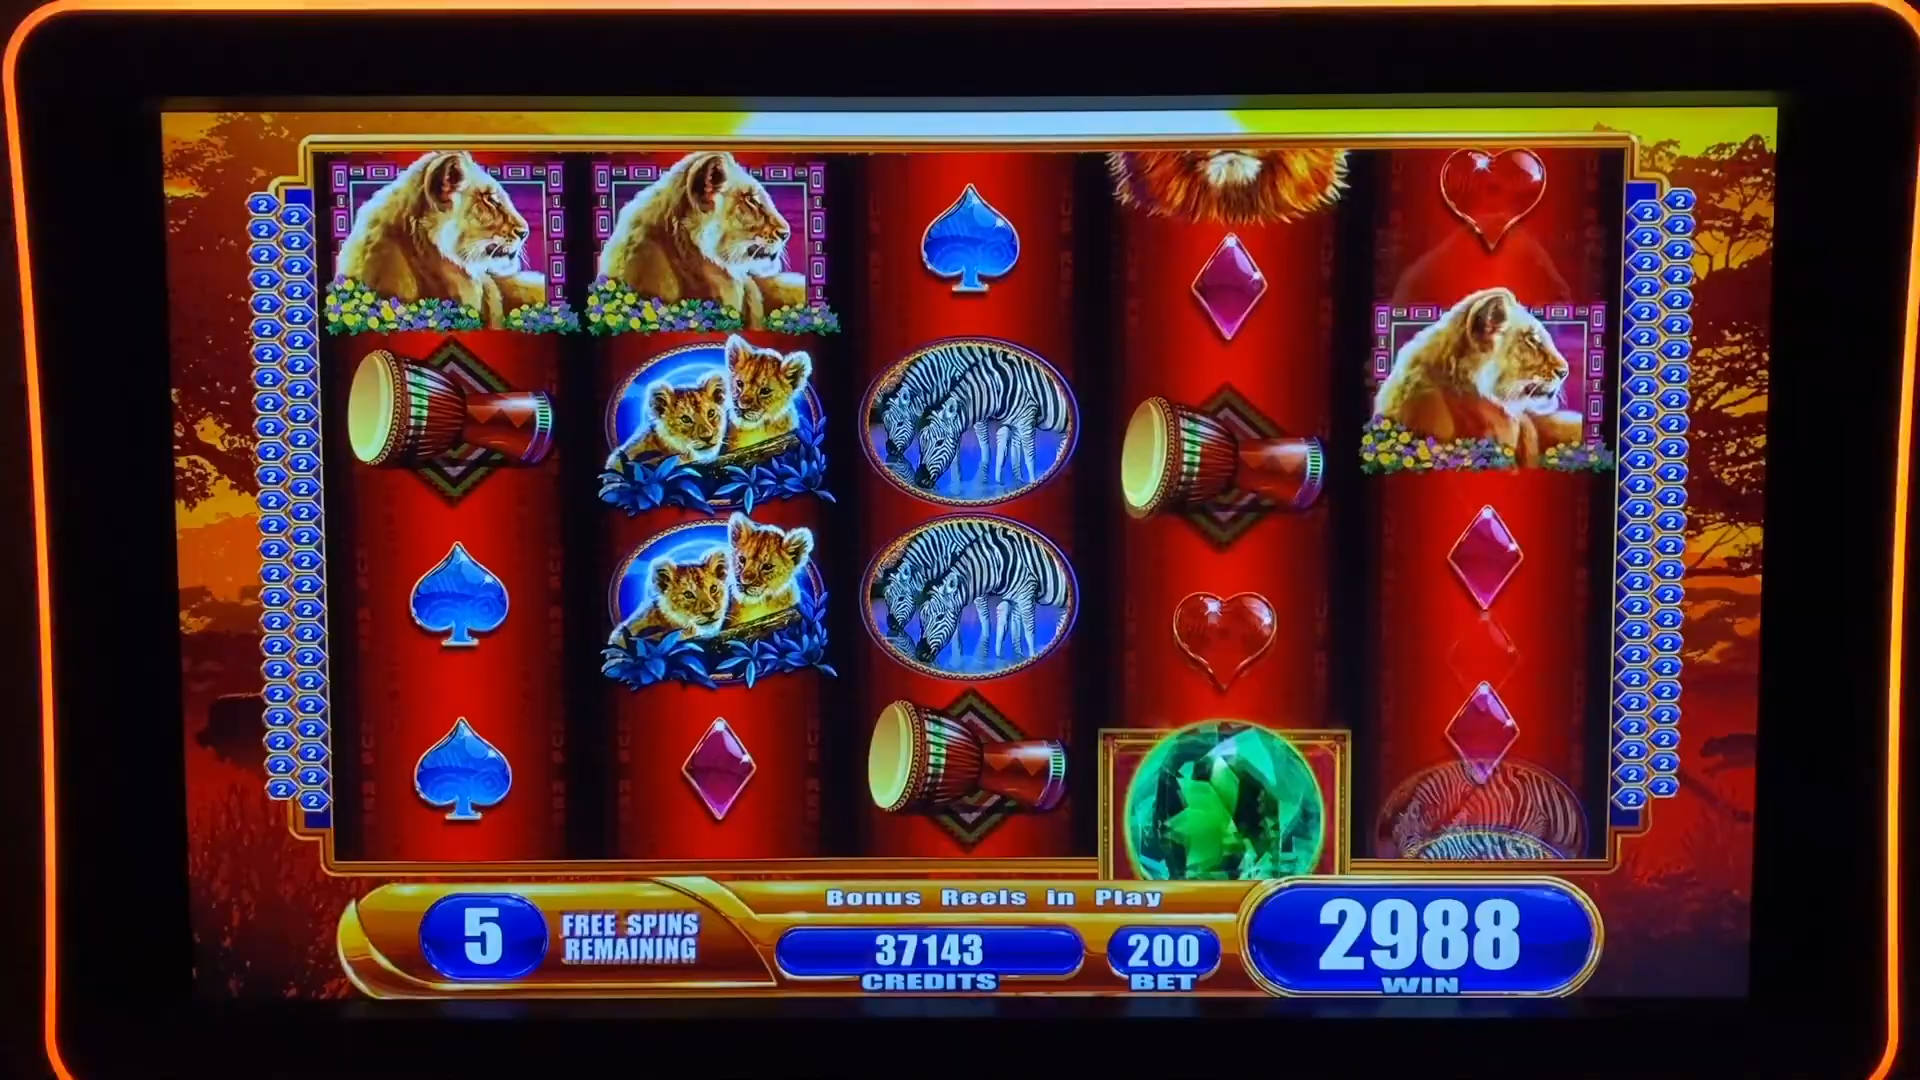 Bonus Reels in Play
5
FREE SPINS
REMAINING
37143
CREDITS
200
BET
2988
WIN